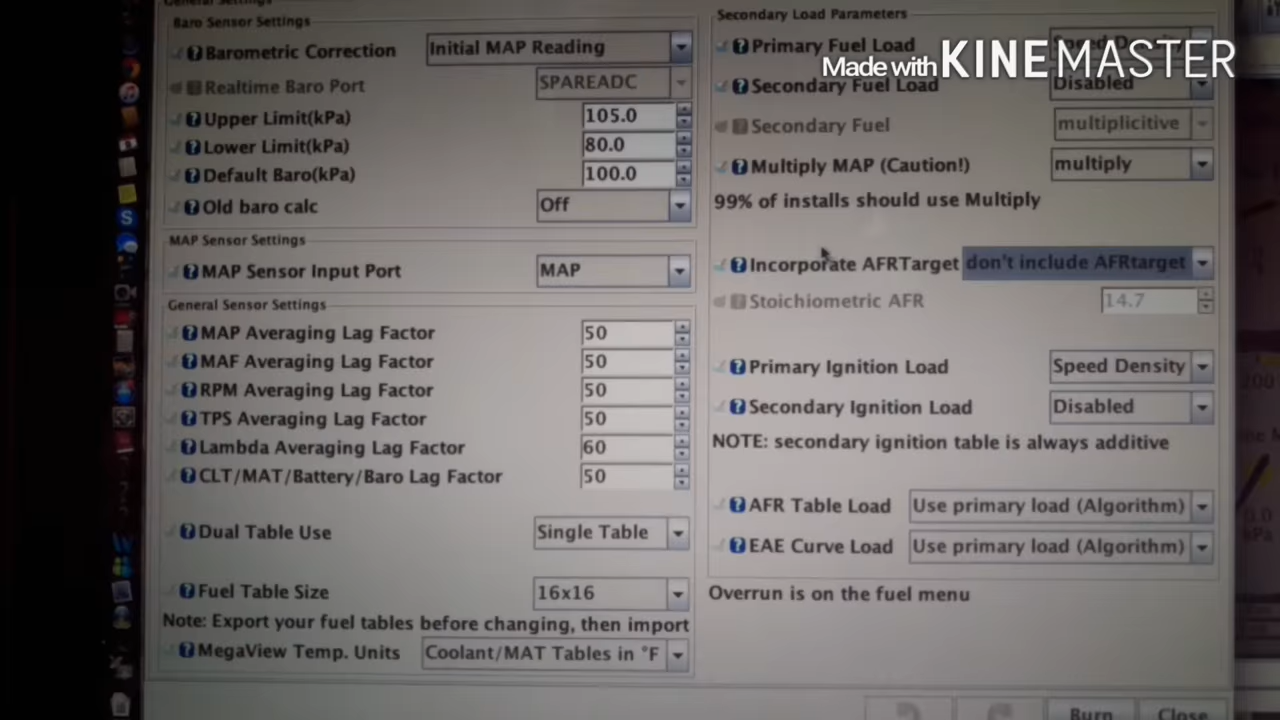 General Settings
Baro Sensor Settings
Barometric Correction Initial MAP Reading
Realtime Baro Port SPAREADC
Upper Limit(kPa) 105.0
Lower Limit(kPa) 80.0
Default Baro(kPa) 100.0
Old baro calc Off
MAP Sensor Settings
MAP Sensor Input Port MAP
General Sensor Settings
MAP Averaging Lag Factor 50
MAF Averaging Lag Factor 50
RPM Averaging Lag Factor 50
TPS Averaging Lag Factor 50
Lambda Averaging Lag Factor 60
CLT/MAT/Battery/Baro Lag Factor 50
Dual Table Use Single Table
Fuel Table Size 16x16
Note: Export your fuel tables before changing, then import
MegaView Temp. Units Coolant/MAT Tables in °F
Secondary Load Parameters
Primary Fuel Load Speed Density
Made with KINEMASTER
Secondary Fuel Load Disabled
Secondary Fuel multiplicitive
Multiply MAP (Caution!) multiply
99% of installs should use Multiply
Incorporate AFRTarget don't include AFRtarget
Stoichiometric AFR 14.7
Primary Ignition Load Speed Density
Secondary Ignition Load Disabled
NOTE: secondary ignition table is always additive
AFR Table Load Use primary load (Algorithm)
EAE Curve Load Use primary load (Algorithm)
Overrun is on the fuel menu
Burn Close
0.0
kPa